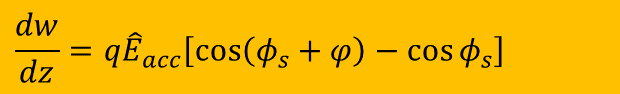 dw/dz = qÊ_acc[cos(ϕ_s + φ) − cos ϕ_s]